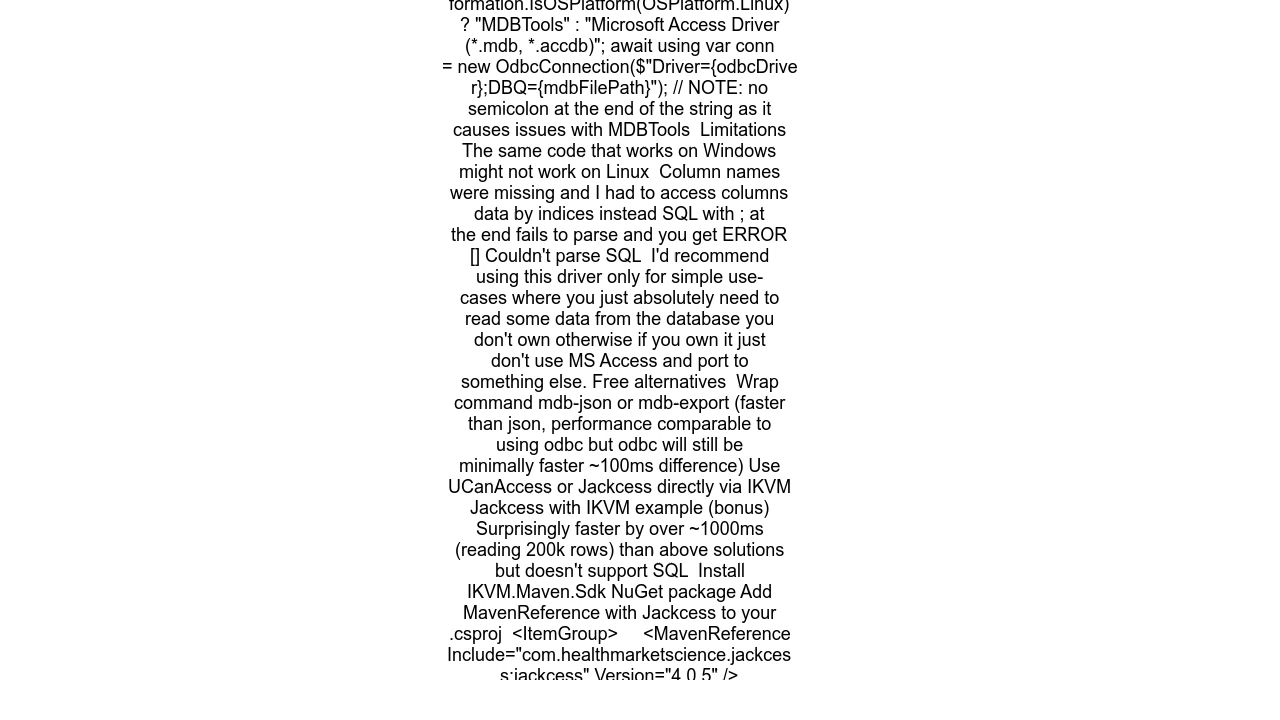 formation.IsOSPlatform(OSPlatform.Linux)
? "MDBTools" : "Microsoft Access Driver
(*.mdb, *.accdb)"; await using var conn
= new OdbcConnection($"Driver={odbcDrive
r};DBQ={mdbFilePath}"); // NOTE: no
semicolon at the end of the string as it
causes issues with MDBTools  Limitations
The same code that works on Windows
might not work on Linux  Column names
were missing and I had to access columns
data by indices instead SQL with ; at
the end fails to parse and you get ERROR
[] Couldn't parse SQL  I'd recommend
using this driver only for simple use-
cases where you just absolutely need to
read some data from the database you
don't own otherwise if you own it just
don't use MS Access and port to
something else. Free alternatives  Wrap
command mdb-json or mdb-export (faster
than json, performance comparable to
using odbc but odbc will still be
minimally faster ~100ms difference) Use
UCanAccess or Jackcess directly via IKVM
Jackcess with IKVM example (bonus)
Surprisingly faster by over ~1000ms
(reading 200k rows) than above solutions
but doesn't support SQL  Install
IKVM.Maven.Sdk NuGet package Add
MavenReference with Jackcess to your
.csproj  <ItemGroup>     <MavenReference
Include="com.healthmarketscience.jackces
s:jackcess" Version="4.0.5" />